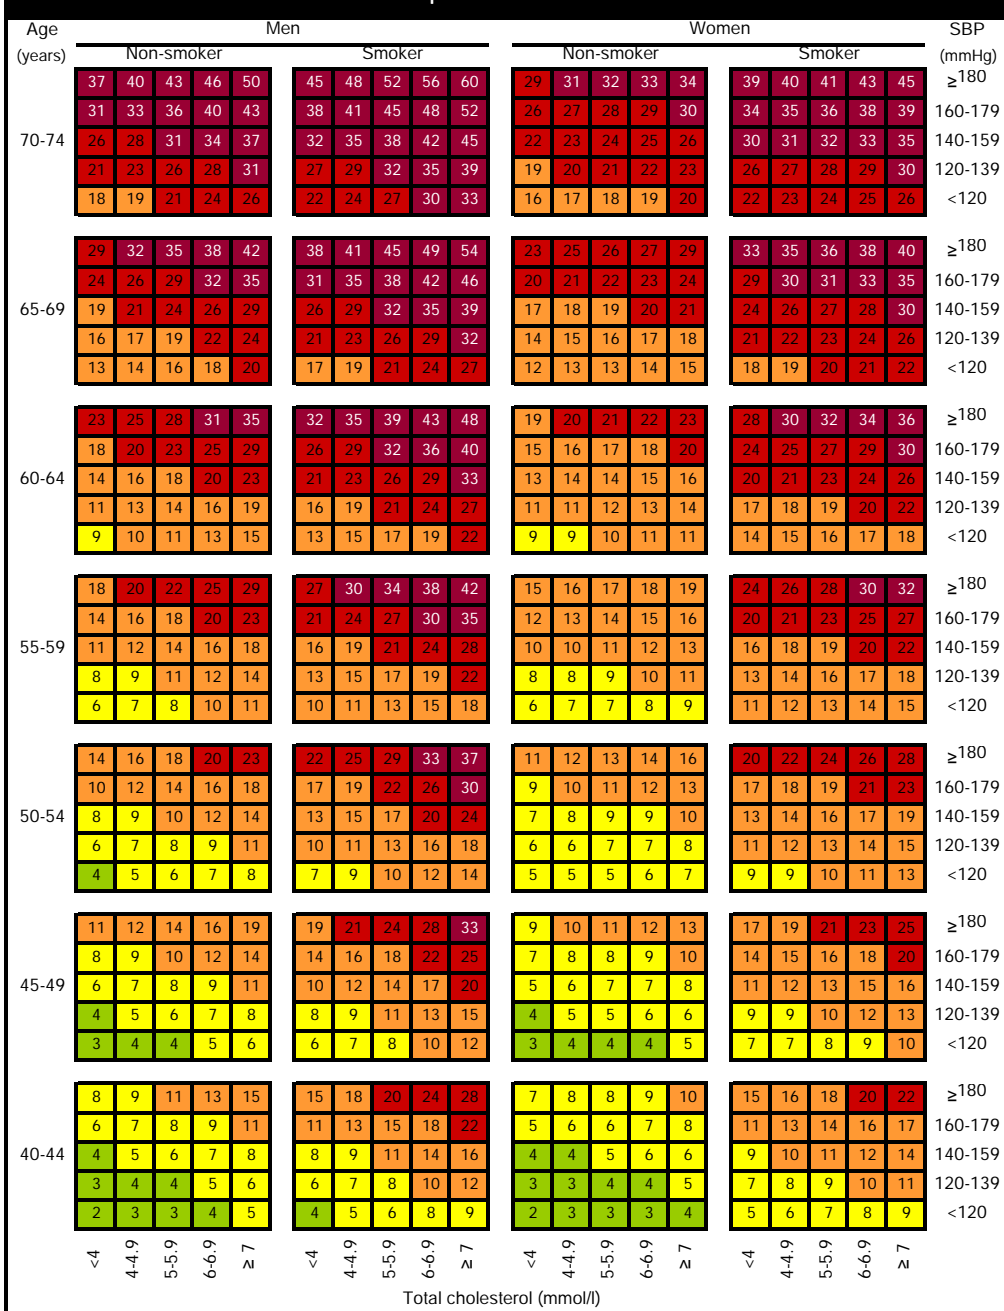 Age Men Women SBP
(years) Non-smoker Smoker Non-smoker Smoker (mmHg)
37 40 43 46 50 45 48 52 56 60 29 31 32 33 34 39 40 41 43 45 ≥180
31 33 36 40 43 38 41 45 48 52 26 27 28 29 30 34 35 36 38 39 160-179
70-74 26 28 31 34 37 32 35 38 42 45 22 23 24 25 26 30 31 32 33 35 140-159
21 23 26 28 31 27 29 32 35 39 19 20 21 22 23 26 27 28 29 30 120-139
18 19 21 24 26 22 24 27 30 33 16 17 18 19 20 22 23 24 25 26 <120
29 32 35 38 42 38 41 45 49 54 23 25 26 27 29 33 35 36 38 40 ≥180
24 26 29 32 35 31 35 38 42 46 20 21 22 23 24 29 30 31 33 35 160-179
65-69 19 21 24 26 29 26 29 32 35 39 17 18 19 20 21 24 26 27 28 30 140-159
16 17 19 22 24 21 23 26 29 32 14 15 16 17 18 21 22 23 24 26 120-139
13 14 16 18 20 17 19 21 24 27 12 13 13 14 15 18 19 20 21 22 <120
23 25 28 31 35 32 35 39 43 48 19 20 21 22 23 28 30 32 34 36 ≥180
18 20 23 25 29 26 29 32 36 40 15 16 17 18 20 24 25 27 29 30 160-179
60-64 14 16 18 20 23 21 23 26 29 33 13 14 14 15 16 20 21 23 24 26 140-159
11 13 14 16 19 16 19 21 24 27 11 11 12 13 14 17 18 19 20 22 120-139
9 10 11 13 15 13 15 17 19 22 9 9 10 11 11 14 15 16 17 18 <120
18 20 22 25 29 27 30 34 38 42 15 16 17 18 19 24 26 28 30 32 ≥180
14 16 18 20 23 21 24 27 30 35 12 13 14 15 16 20 21 23 25 27 160-179
55-59 11 12 14 16 18 16 19 21 24 28 10 10 11 12 13 16 18 19 20 22 140-159
8 9 11 12 14 13 15 17 19 22 8 8 9 10 11 13 14 16 17 18 120-139
6 7 8 10 11 10 11 13 15 18 6 7 7 8 9 11 12 13 14 15 <120
14 16 18 20 23 22 25 29 33 37 11 12 13 14 16 20 22 24 26 28 ≥180
10 12 14 16 18 17 19 22 26 30 9 10 11 12 13 17 18 19 21 23 160-179
50-54 8 9 10 12 14 13 15 17 20 24 7 8 9 9 10 13 14 16 17 19 140-159
6 7 8 9 11 10 11 13 16 18 6 6 7 7 8 11 12 13 14 15 120-139
4 5 6 7 8 7 9 10 12 14 5 5 5 6 7 9 9 10 11 13 <120
11 12 14 16 19 19 21 24 28 33 9 10 11 12 13 17 19 21 23 25 ≥180
8 9 10 12 14 14 16 18 22 25 7 8 8 9 10 14 15 16 18 20 160-179
45-49 6 7 8 9 11 10 12 14 17 20 5 6 7 7 8 11 12 13 15 16 140-159
4 5 6 7 8 8 9 11 13 15 4 5 5 6 6 9 9 10 12 13 120-139
3 4 4 5 6 6 7 8 10 12 3 4 4 4 5 7 7 8 9 10 <120
8 9 11 13 15 15 18 20 24 28 7 8 8 9 10 15 16 18 20 22 ≥180
6 7 8 9 11 11 13 15 18 22 5 6 6 7 8 11 13 14 16 17 160-179
40-44 4 5 6 7 8 8 9 11 14 16 4 4 5 6 6 9 10 11 12 14 140-159
3 4 4 5 6 6 7 8 10 12 3 3 4 4 5 7 8 9 10 11 120-139
2 3 3 4 5 4 5 6 8 9 2 3 3 3 4 5 6 7 8 9 <120
<4 4-4.9 5-5.9 6-6.9 ≥ 7 <4 4-4.9 5-5.9 6-6.9 ≥ 7 <4 4-4.9 5-5.9 6-6.9 ≥ 7 <4 4-4.9 5-5.9 6-6.9 ≥ 7
Total cholesterol (mmol/l)